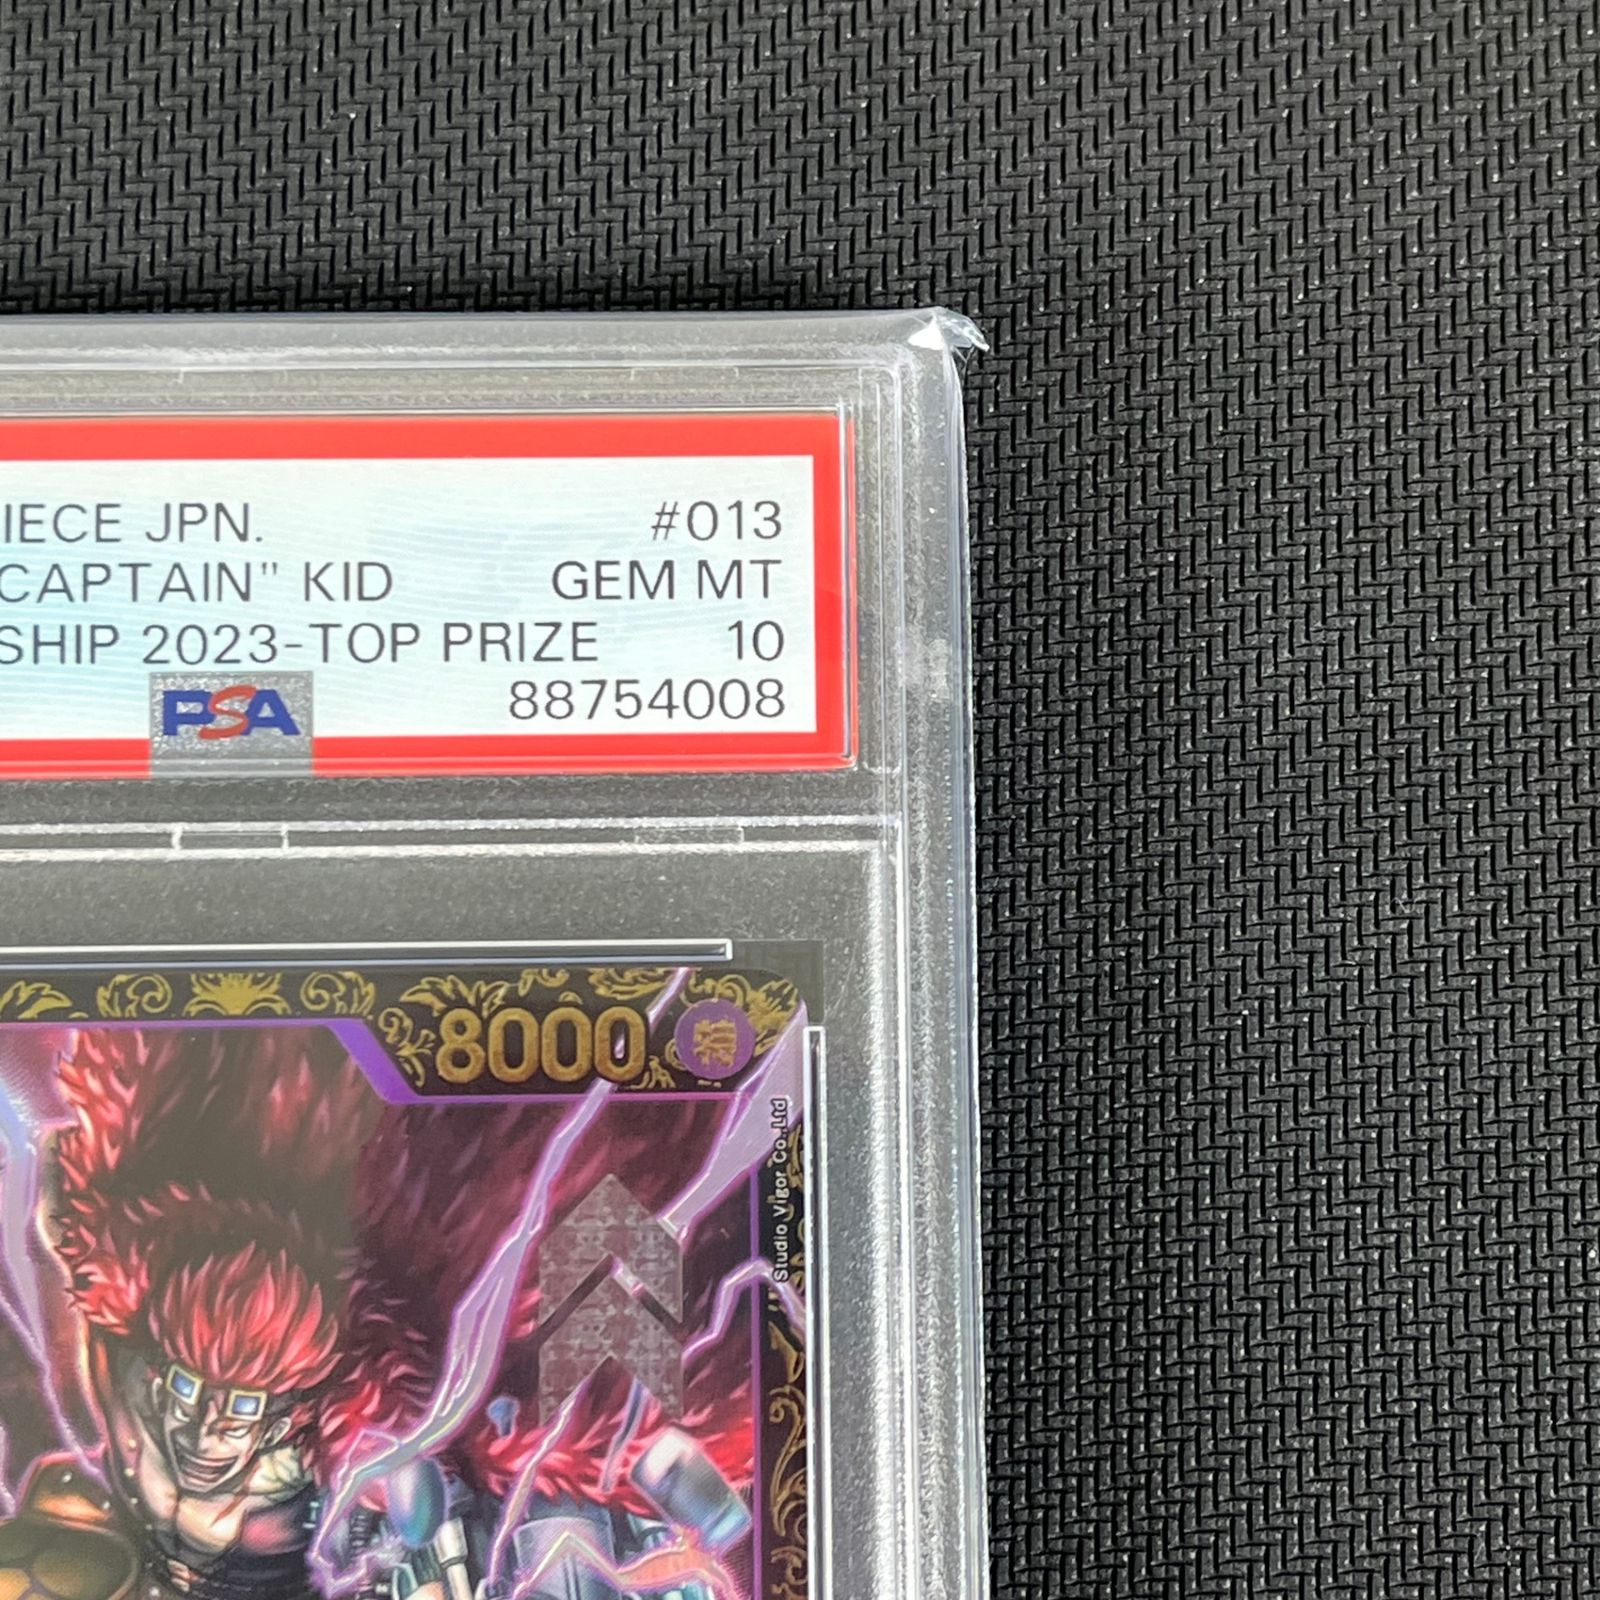 IECE JPN. #013
CAPTAIN" KID GEM MT
SHIP 2023-TOP PRIZE 10
PSA 88754008
8000
Studio Vigor Co.,Ltd